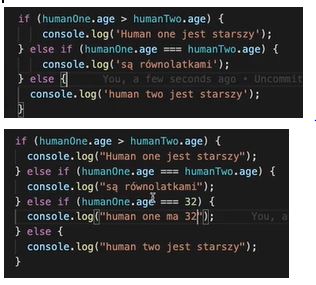 if (humanOne.age > humanTwo.age) {
console.log('Human one jest starszy');
} else if (humanOne.age === humanTwo.age) {
console.log('są równolatkami');
} else { You, a few seconds ago • Uncommit
console.log('human two jest starszy');
}
if (humanOne.age > humanTwo.age) {
console.log("Human one jest starszy");
} else if (humanOne.age === humanTwo.age) {
console.log("są równolatkami");
} else if (humanOne.age === 32) {
console.log("human one ma 32"); You, a
} else {
console.log("human two jest starszy");
}